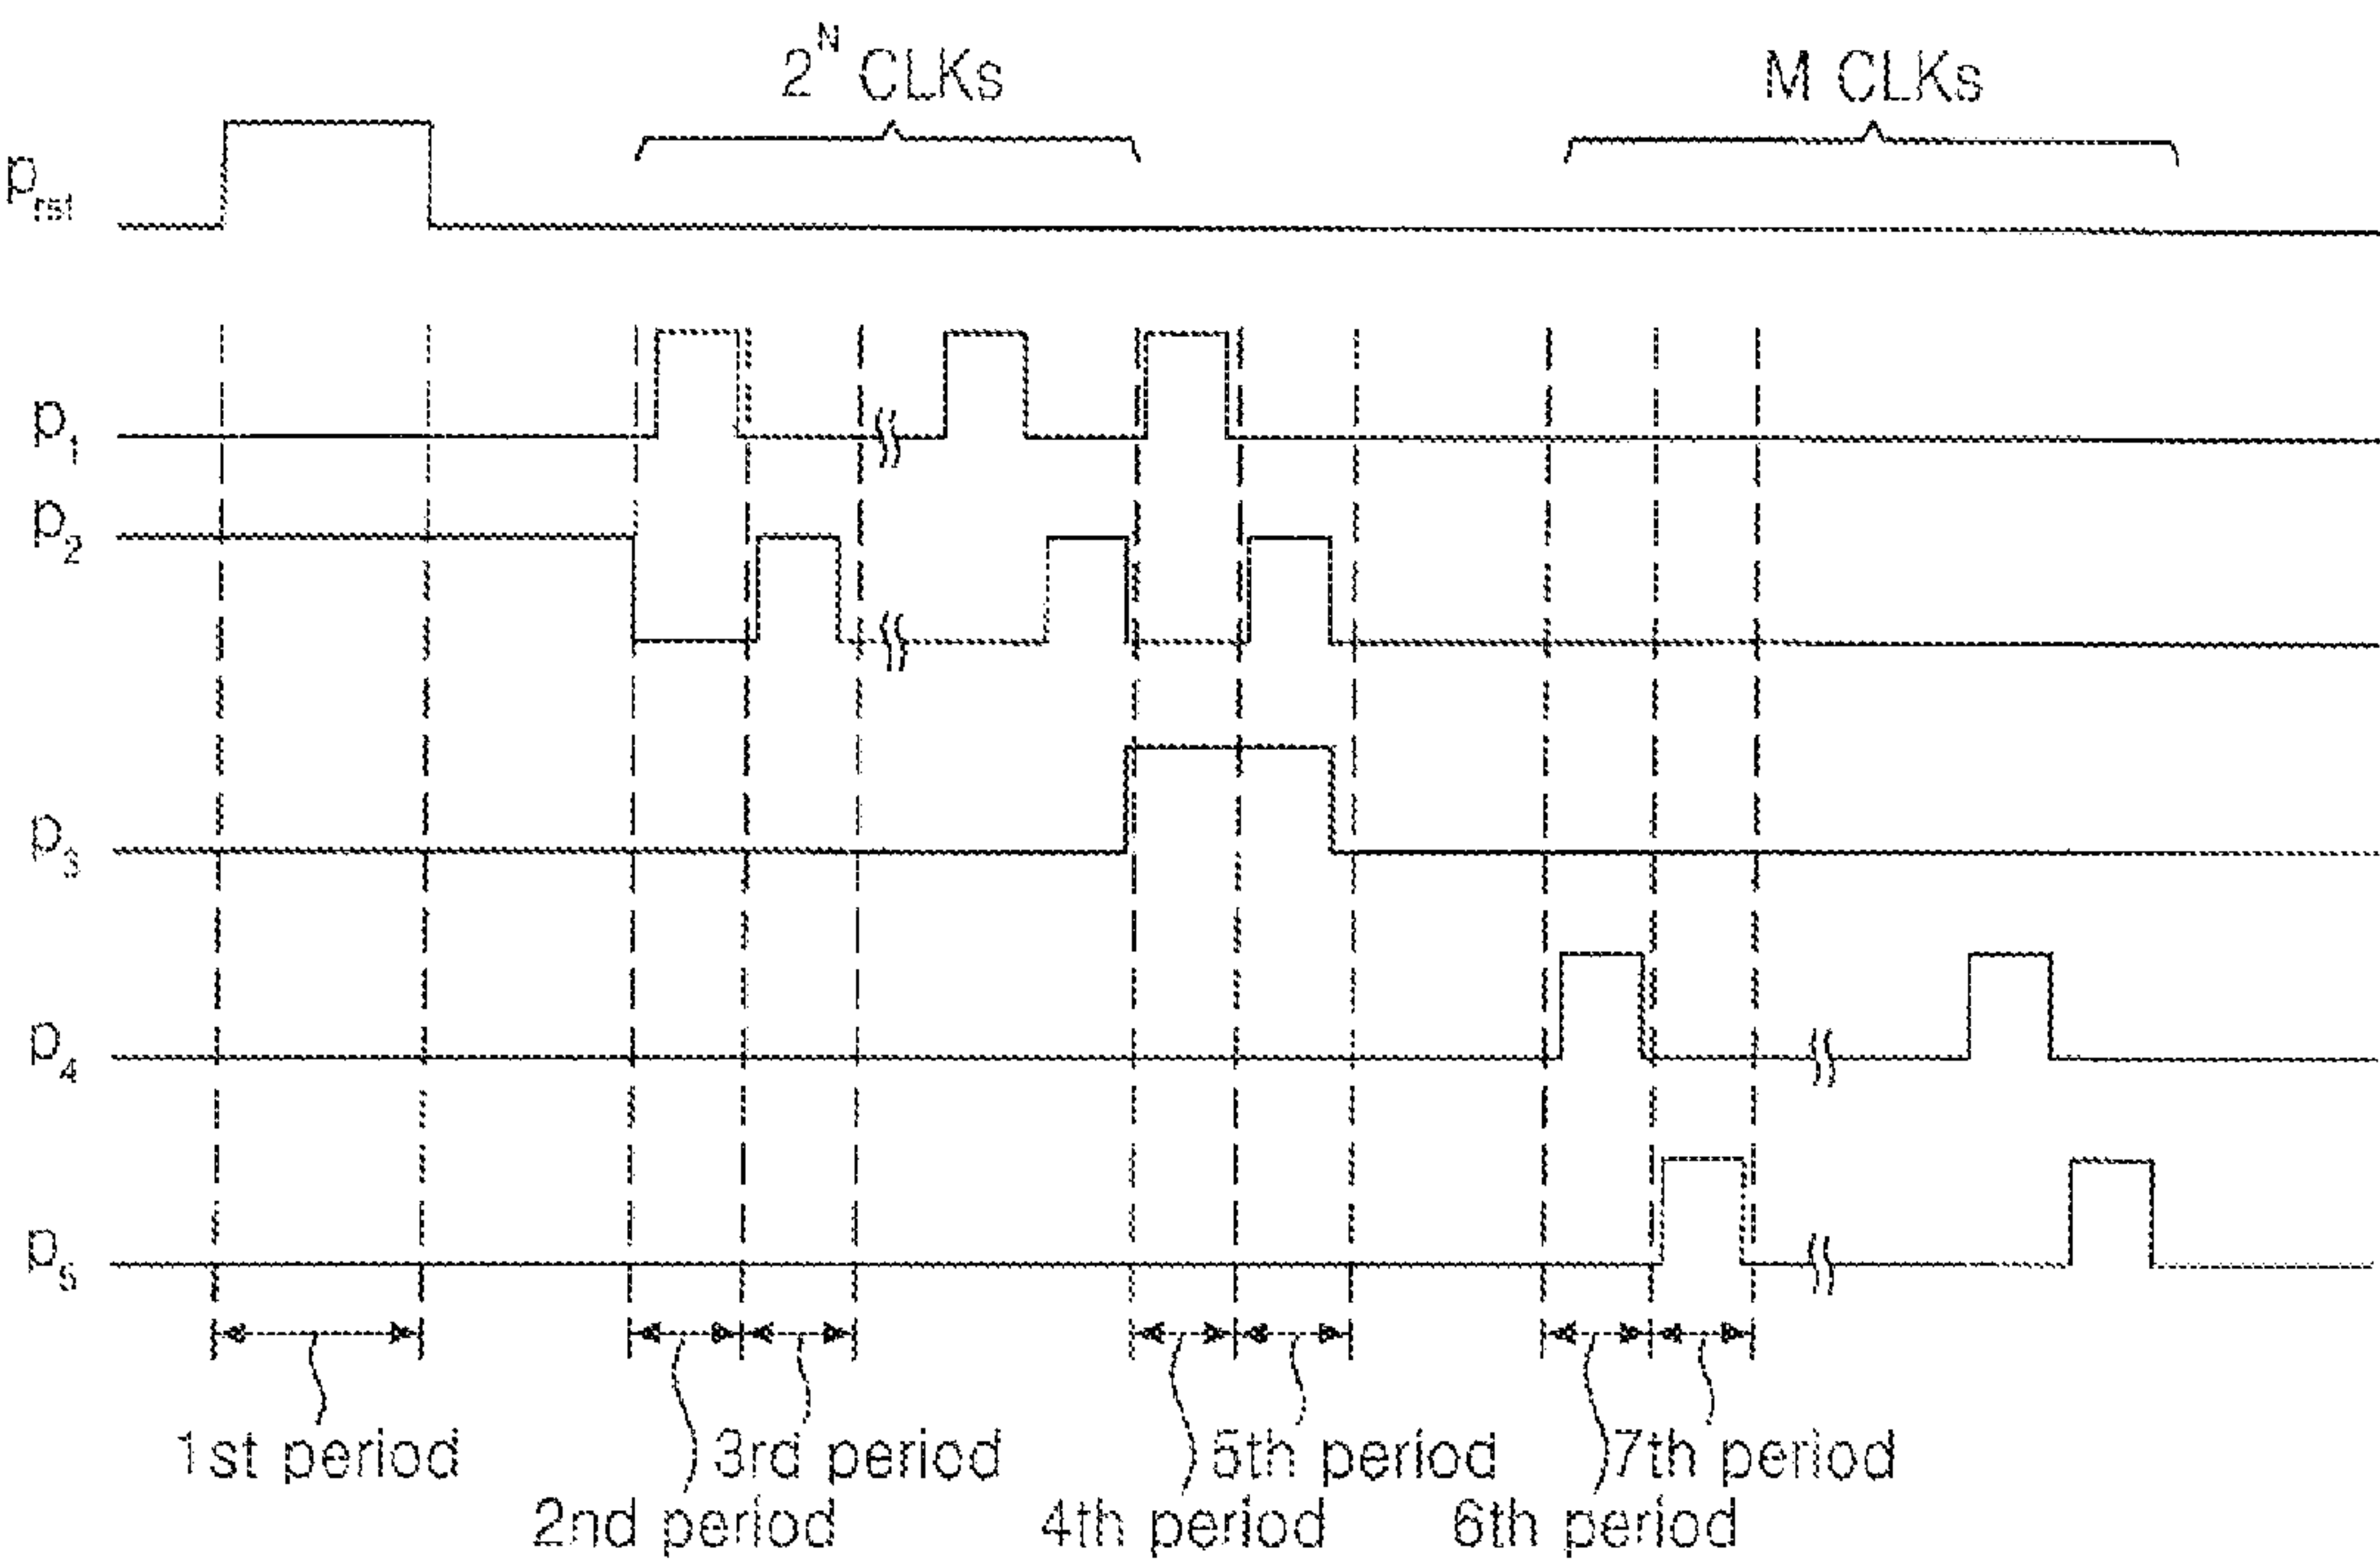 2^N CLKs
M CLKs
p_rst
p_1
p_2
p_3
p_4
p_5
1st period
3rd period
5th period
7th period
2nd period
4th period
6th period